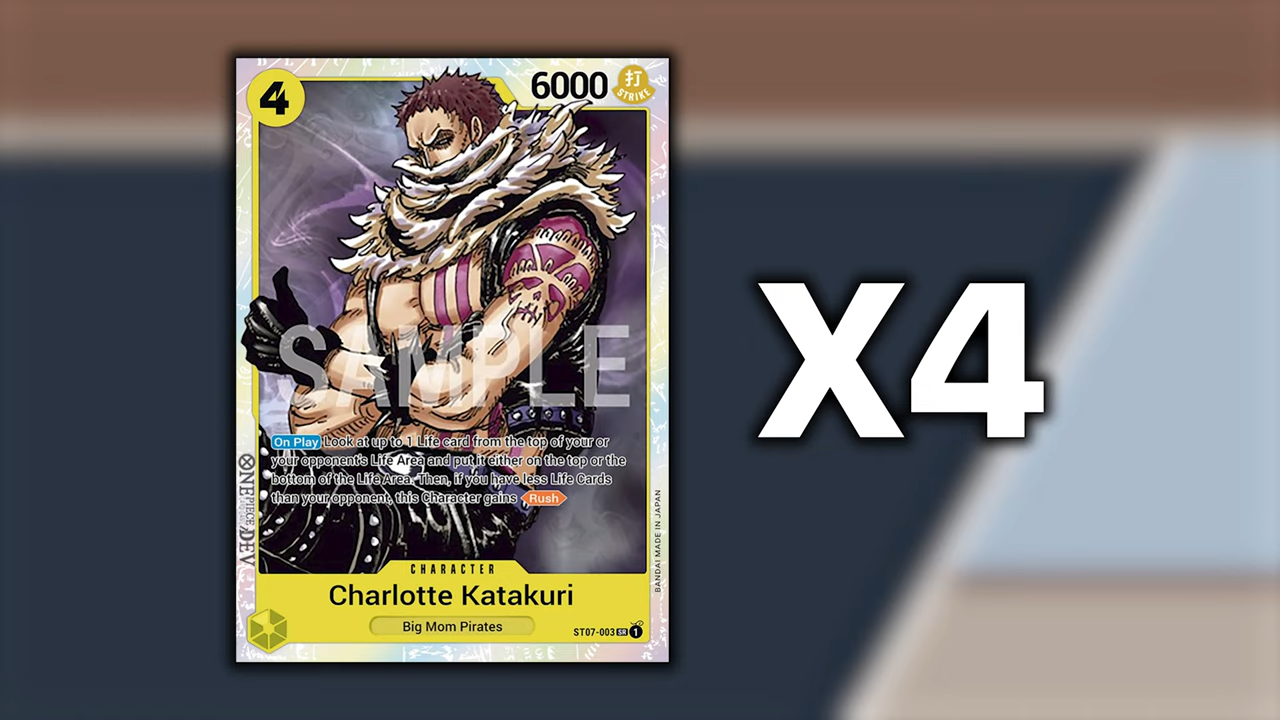 4
6000
打
STRIKE
SAMPLE
On Play Look at up to 1 Life card from the top of your or
your opponent's Life Area and put it either on the top or the
bottom of the Life Area. Then, if you have less Life Cards
than your opponent, this Character gains Rush
ONE PIECE DEV
BANDAI MADE IN JAPAN
CHARACTER
Charlotte Katakuri
Big Mom Pirates
ST07-003 SR 1
X4